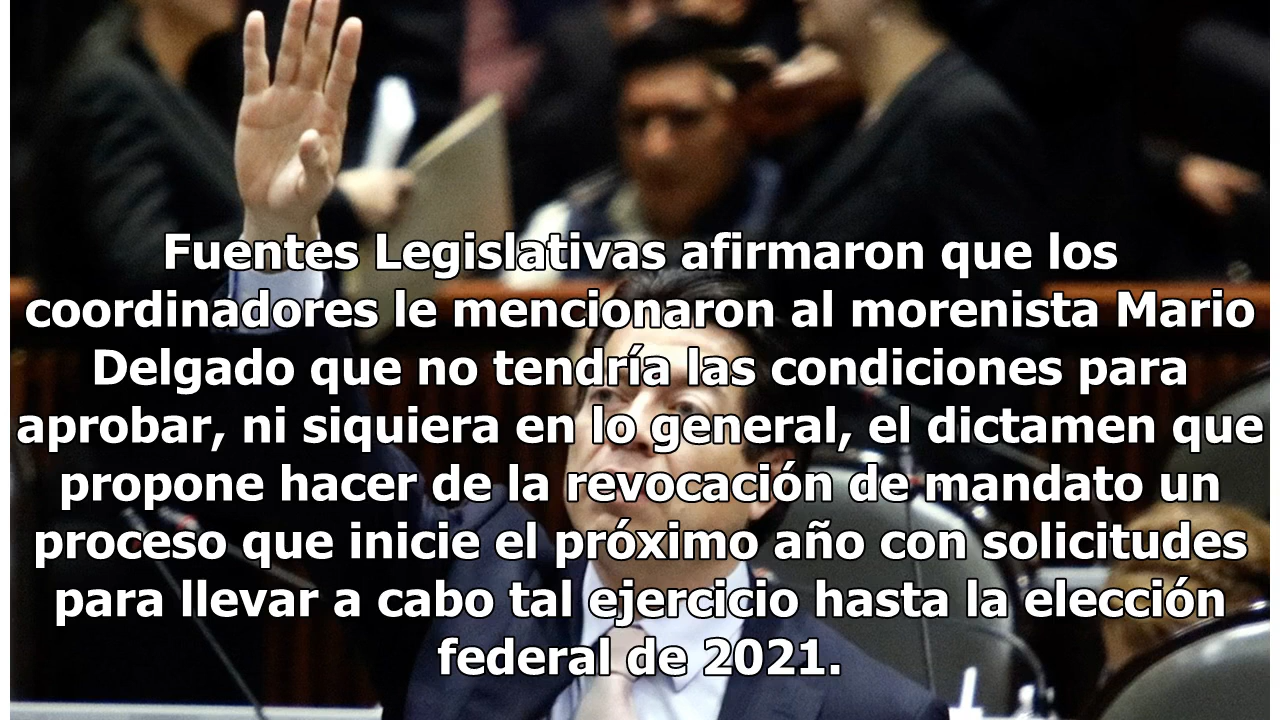 Fuentes Legislativas afirmaron que los
coordinadores le mencionaron al morenista Mario
Delgado que no tendría las condiciones para
aprobar, ni siquiera en lo general, el dictamen que
propone hacer de la revocación de mandato un
proceso que inicie el próximo año con solicitudes
para llevar a cabo tal ejercicio hasta la elección
federal de 2021.